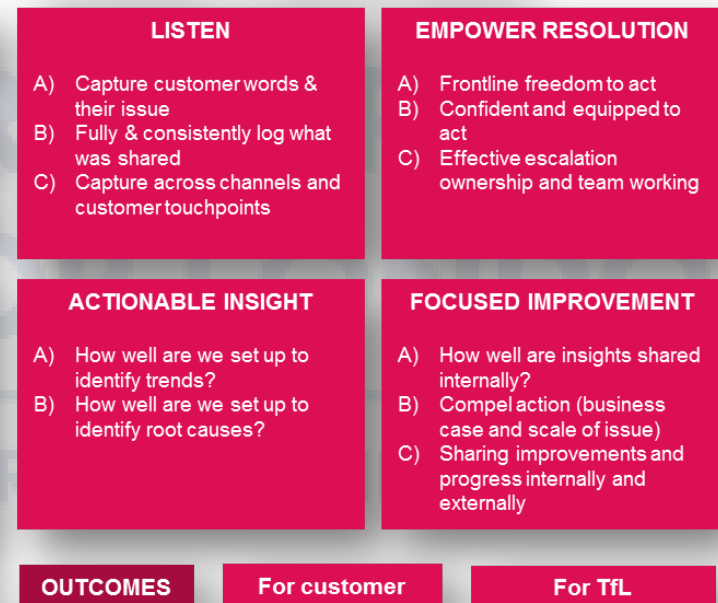 LISTEN
A) Capture customer words &
their issue
B) Fully & consistently log what
was shared
C) Capture across channels and
customer touchpoints
EMPOWER RESOLUTION
A) Frontline freedom to act
B) Confident and equipped to
act
C) Effective escalation
ownership and team working
ACTIONABLE INSIGHT
A) How well are we set up to
identify trends?
B) How well are we set up to
identify root causes?
FOCUSED IMPROVEMENT
A) How well are insights shared
internally?
B) Compel action (business
case and scale of issue)
C) Sharing improvements and
progress internally and
externally
OUTCOMES
For customer
For TfL